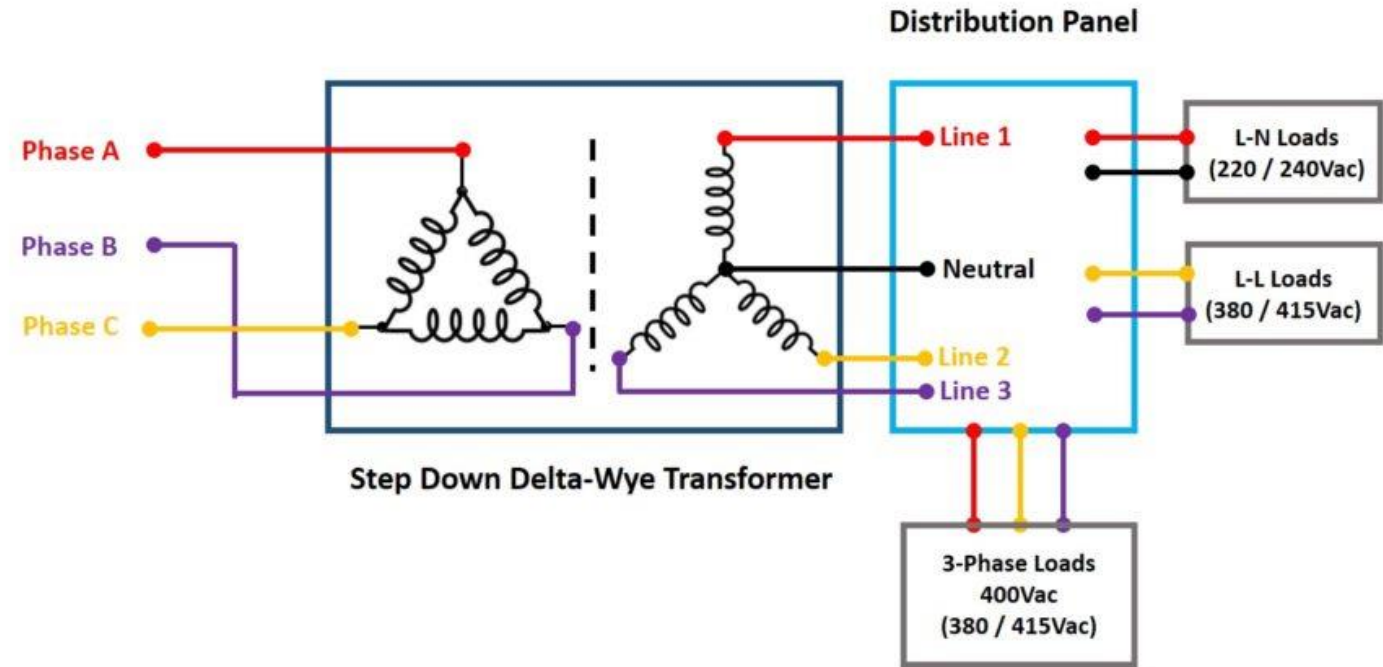 Distribution Panel
Phase A
Phase B
Phase C
Line 1
Neutral
Line 2
Line 3
L-N Loads
(220 / 240Vac)
L-L Loads
(380 / 415Vac)
Step Down Delta-Wye Transformer
3-Phase Loads
400Vac
(380 / 415Vac)